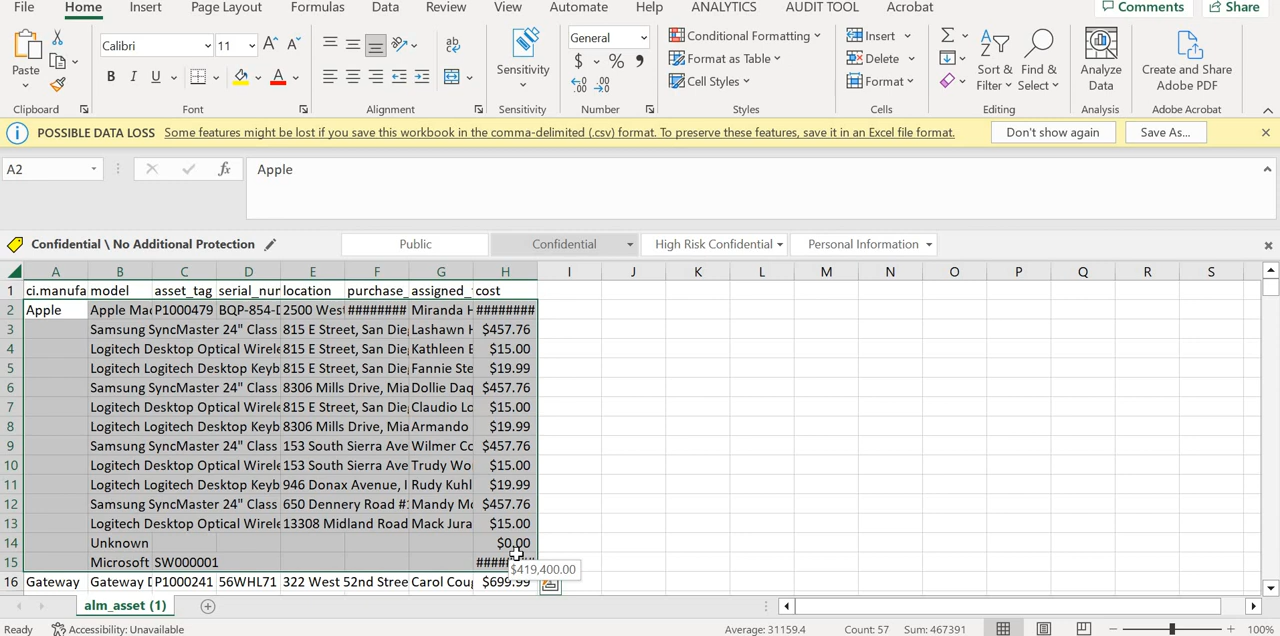 File Home Insert Page Layout Formulas Data Review View Automate Help ANALYTICS AUDIT TOOL Acrobat Comments Share
Calibri 11 General Conditional Formatting Insert
Paste Format as Table Delete
Sensitivity Sort & Filter Find & Select Analyze Data Create and Share Adobe PDF
B I U A $ % , Cell Styles Format
Clipboard Font Alignment Sensitivity Number Styles Cells Editing Analysis Adobe Acrobat
POSSIBLE DATA LOSS Some features might be lost if you save this workbook in the comma-delimited (.csv) format. To preserve these features, save it in an Excel file format. Don't show again Save As...
A2 fx Apple
Confidential \ No Additional Protection Public Confidential High Risk Confidential Personal Information
A B C D E F G H I J K L M N O P Q R S
1 ci.manufa model asset_tag serial_nun location purchase_ assigned_ cost
2 Apple Apple Mac P1000479 BQP-854-D 2500 West ######## Miranda H ########
3 Samsung SyncMaster 24" Class 815 E Street, San Die Lashawn H $457.76
4 Logitech Desktop Optical Wirele 815 E Street, San Die Kathleen E $15.00
5 Logitech Logitech Desktop Keyb 815 E Street, San Die Fannie Ste $19.99
6 Samsung SyncMaster 24" Class 8306 Mills Drive, Mia Dollie Daq $457.76
7 Logitech Desktop Optical Wirele 815 E Street, San Die Claudio Lo $15.00
8 Logitech Logitech Desktop Keyb 8306 Mills Drive, Mia Armando $19.99
9 Samsung SyncMaster 24" Class 153 South Sierra Ave Wilmer Co $457.76
10 Logitech Desktop Optical Wirele 153 South Sierra Ave Trudy Wo $15.00
11 Logitech Logitech Desktop Keyb 946 Donax Avenue, I Rudy Kuhl $19.99
12 Samsung SyncMaster 24" Class 650 Dennery Road #1 Mandy Mc $457.76
13 Logitech Desktop Optical Wirele 13308 Midland Road Mack Jura $15.00
14 Unknown $0.00
15 Microsoft SW000001
$419,400.00
16 Gateway Gateway D P1000241 56WHL71 322 West 52nd Stree Carol Coug $699.99
alm_asset (1)
Ready Accessibility: Unavailable Average: 31159.4 Count: 57 Sum: 467391 100%